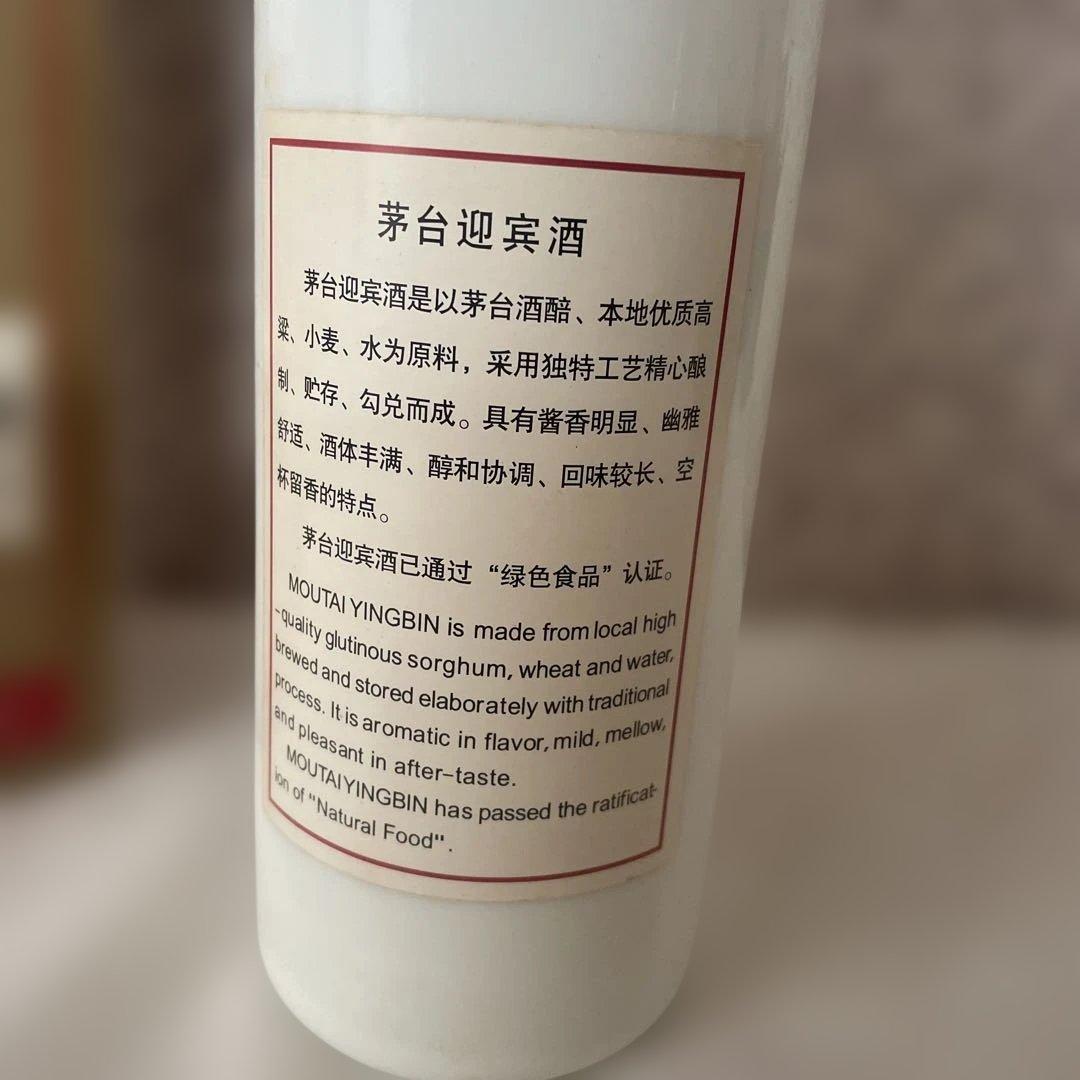 茅台迎宾酒
茅台迎宾酒是以茅台酒醅、本地优质高
粱、小麦、水为原料，采用独特工艺精心酿
制、贮存、勾兑而成。具有酱香明显、幽雅
舒适、酒体丰满、醇和协调、回味较长、空
杯留香的特点。
茅台迎宾酒已通过“绿色食品”认证。
MOUTAI YINGBIN is made from local high
-quality glutinous sorghum, wheat and water,
brewed and stored elaborately with traditional
process. It is aromatic in flavor, mild, mellow,
and pleasant in after-taste.
MOUTAI YINGBIN has passed the ratificat-
ion of "Natural Food".